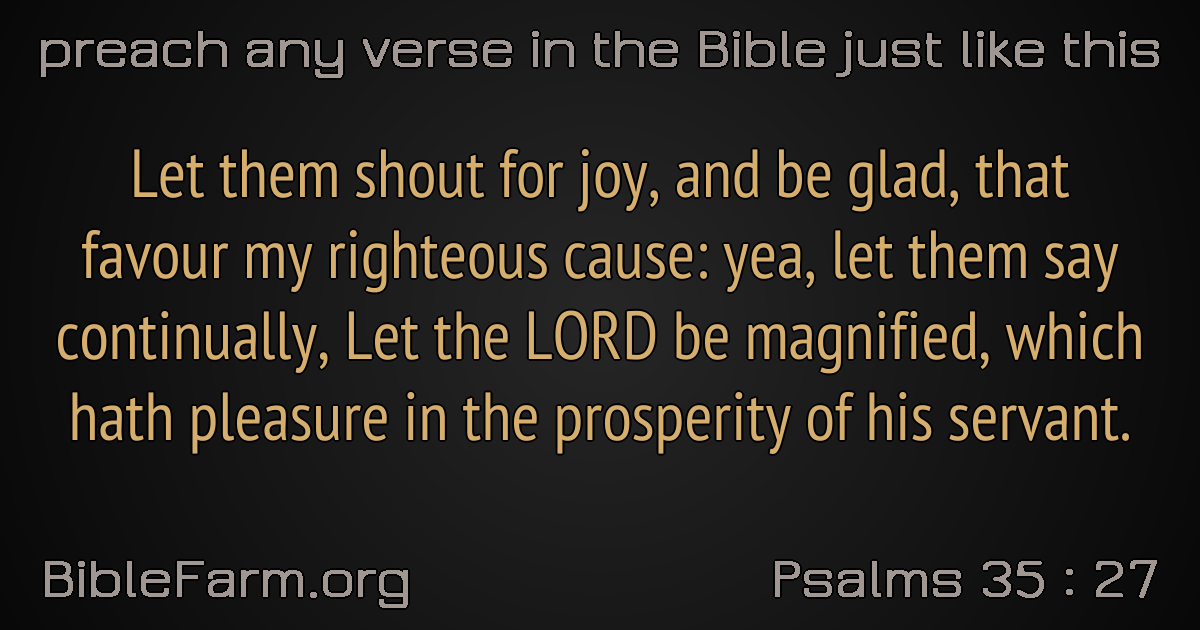 preach any verse in the Bible just like this
Let them shout for joy, and be glad, that
favour my righteous cause: yea, let them say
continually, Let the LORD be magnified, which
hath pleasure in the prosperity of his servant.
BibleFarm.org
Psalms 35 : 27